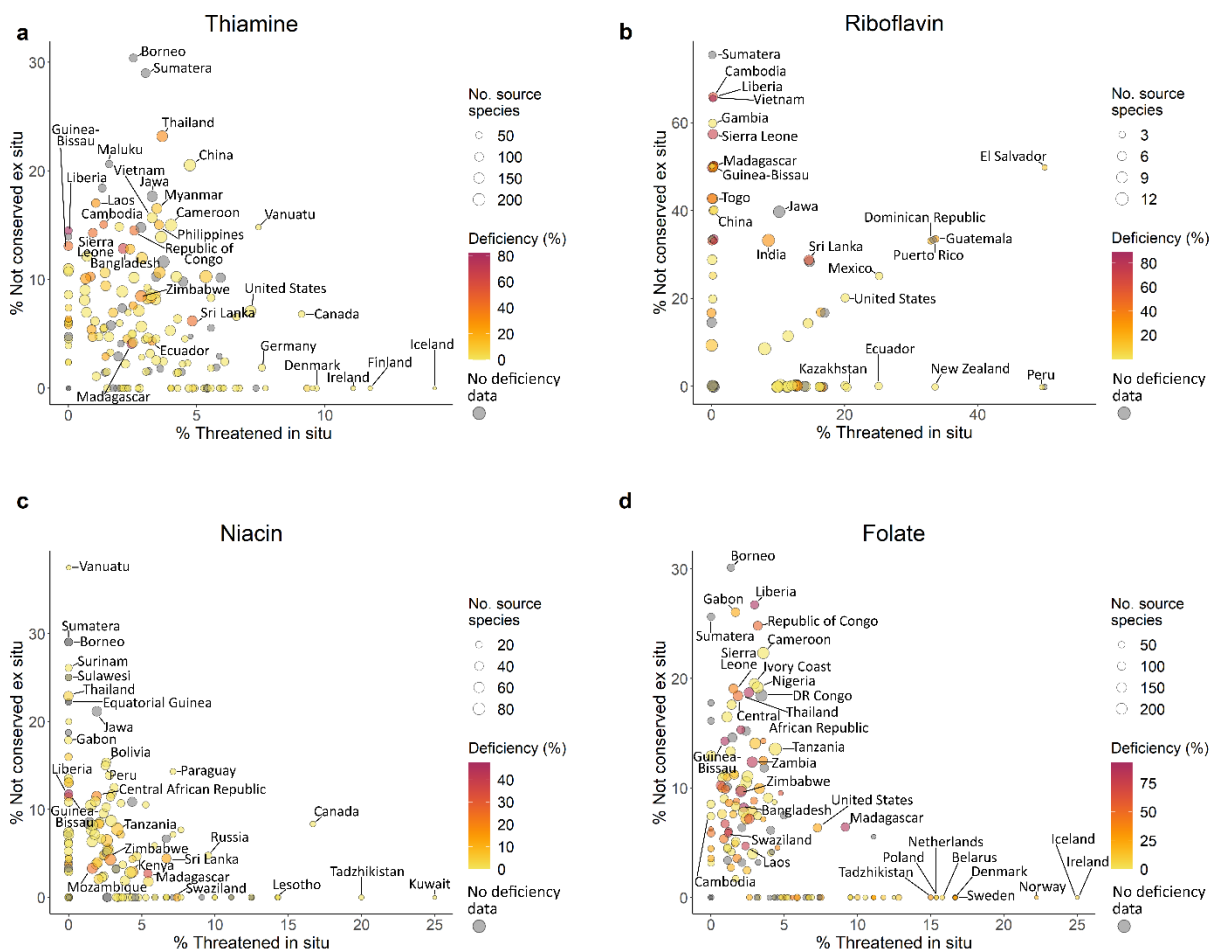 a
Thiamine
% Not conserved ex situ
30
20
10
0
0
5
10
% Threatened in situ
Borneo
Sumatera
Thailand
Guinea-
Bissau
Maluku
China
Vietnam
Liberia
Jawa
Laos
Myanmar
Cambodia
Cameroon
Vanuatu
Philippines
Sierra
Leone
Republic of
Congo
Bangladesh
Zimbabwe
United States
Canada
Sri Lanka
Ecuador
Germany
Denmark
Finland
Iceland
Ireland
Madagascar
No. source
species
50
100
150
200
Deficiency (%)
80
60
40
20
0
No deficiency
data
b
Riboflavin
% Not conserved ex situ
60
40
20
0
0
20
40
% Threatened in situ
Sumatera
Cambodia
Liberia
Vietnam
Gambia
Sierra Leone
El Salvador
Madagascar
Guinea-Bissau
Togo
China
Jawa
Dominican Republic
Guatemala
India
Sri Lanka
Puerto Rico
Mexico
United States
Ecuador
Kazakhstan
New Zealand
Peru
No. source
species
3
6
9
12
Deficiency (%)
80
60
40
20
No deficiency
data
c
Niacin
% Not conserved ex situ
30
20
10
0
0
5
10
15
20
25
% Threatened in situ
Vanuatu
Sumatera
Borneo
Surinam
Sulawesi
Thailand
Equatorial Guinea
Jawa
Gabon
Bolivia
Liberia
Peru
Paraguay
Central African Republic
Guinea-
Bissau
Tanzania
Canada
Russia
Zimbabwe
Sri Lanka
Kenya
Madagascar
Tadzhikistan
Mozambique
Swaziland
Lesotho
Kuwait
No. source
species
20
40
60
80
Deficiency (%)
40
30
20
10
0
No deficiency
data
d
Folate
% Not conserved ex situ
30
20
10
0
0
5
10
15
20
25
% Threatened in situ
Borneo
Gabon
Liberia
Republic of Congo
Sumatera
Cameroon
Sierra
Leone
Ivory Coast
Nigeria
DR Congo
Thailand
Central
African Republic
Tanzania
Guinea-
Bissau
Zambia
Zimbabwe
Bangladesh
United States
Madagascar
Swaziland
Laos
Cambodia
Netherlands
Poland
Belarus
Iceland
Tadzhikistan
Denmark
Ireland
Sweden
Norway
No. source
species
50
100
150
200
Deficiency (%)
75
50
25
0
No deficiency
data